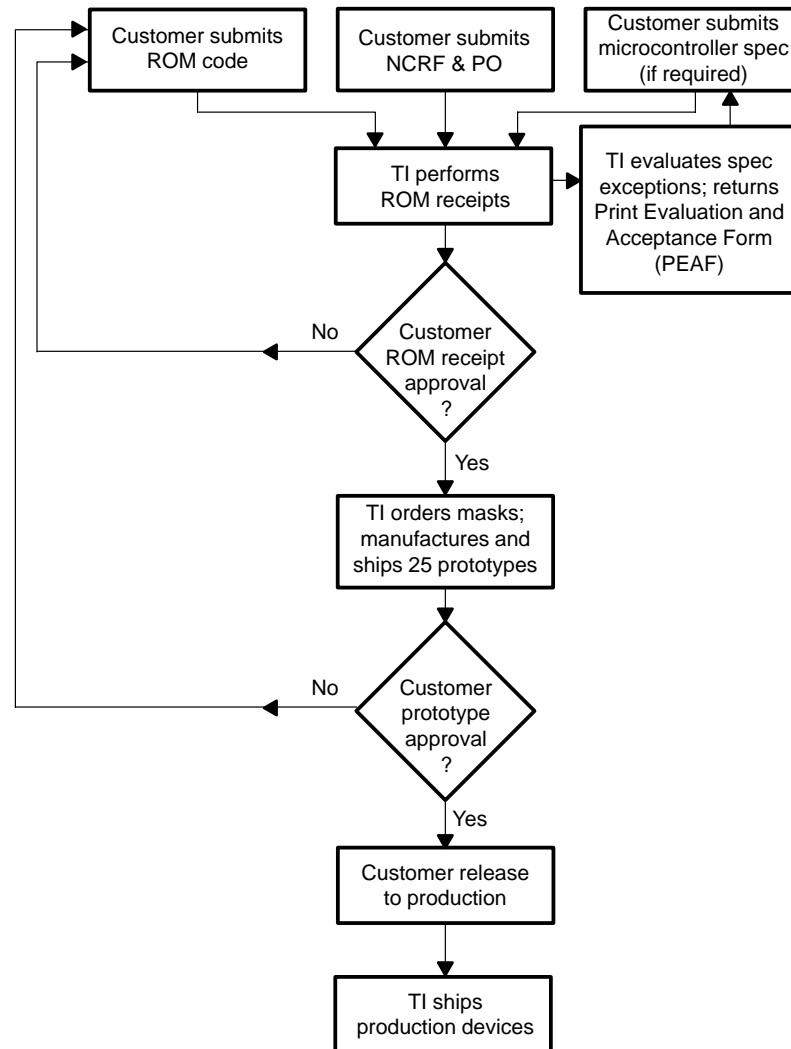 Customer submits
ROM code
Customer submits
NCRF & PO
Customer submits
microcontroller spec
(if required)
TI performs
ROM receipts
TI evaluates spec
exceptions; returns
Print Evaluation and
Acceptance Form
(PEAF)
No
Customer
ROM receipt
approval
?
Yes
TI orders masks;
manufactures and
ships 25 prototypes
No
Customer
prototype
approval
?
Yes
Customer release
to production
TI ships
production devices